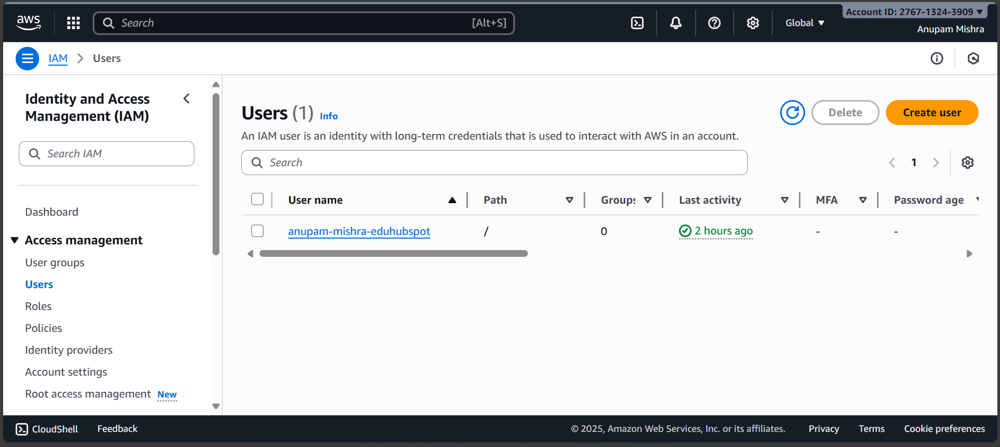 aws
Search [Alt+S]
Global
Account ID: 2767-1324-3909
Anupam Mishra
IAM
Users
Identity and Access
Management (IAM)
Search IAM
Dashboard
Access management
User groups
Users
Roles
Policies
Identity providers
Account settings
Root access management New
Users (1) Info
Delete
Create user
An IAM user is an identity with long-term credentials that is used to interact with AWS in an account.
Search
1
User name Path Groups Last activity MFA Password age
anupam-mishra-eduhubspot / 0 2 hours ago - -
CloudShell Feedback © 2025, Amazon Web Services, Inc. or its affiliates. Privacy Terms Cookie preferences